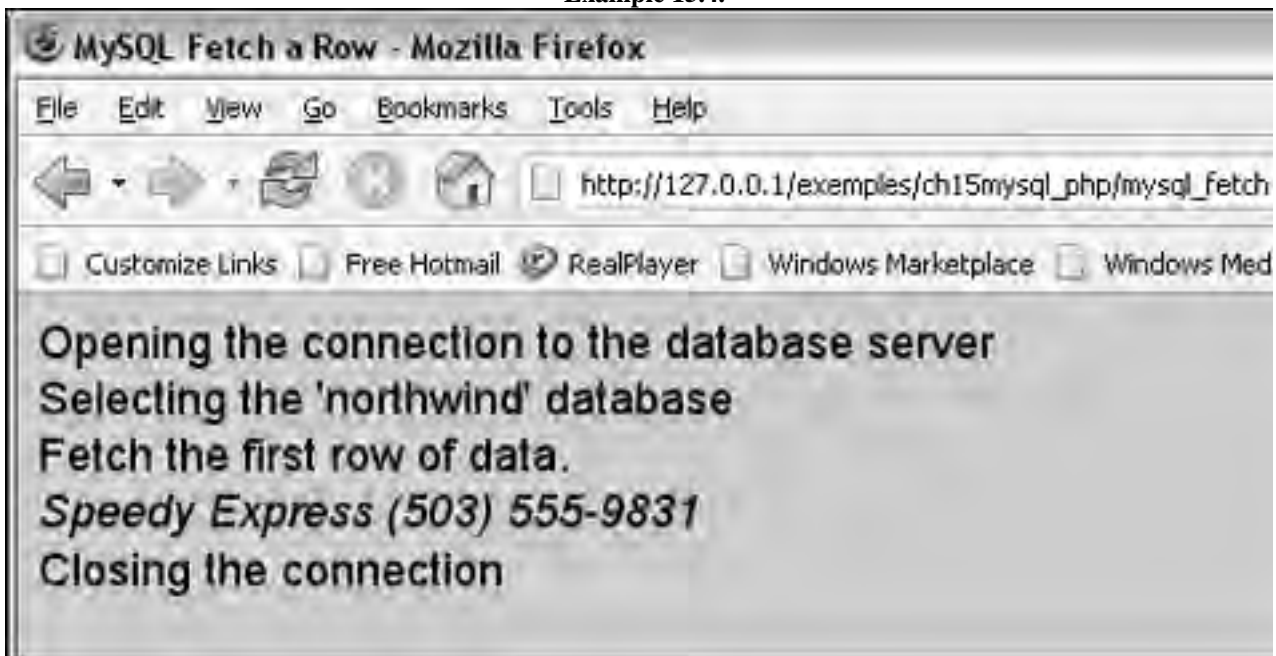 Example 15.4.
MySQL Fetch a Row - Mozilla Firefox
File Edit View Go Bookmarks Tools Help
http://127.0.0.1/exemples/ch15mysql_php/mysql_fetch
Customize Links Free Hotmail RealPlayer Windows Marketplace Windows Med
Opening the connection to the database server
Selecting the 'northwind' database
Fetch the first row of data.
Speedy Express (503) 555-9831
Closing the connection